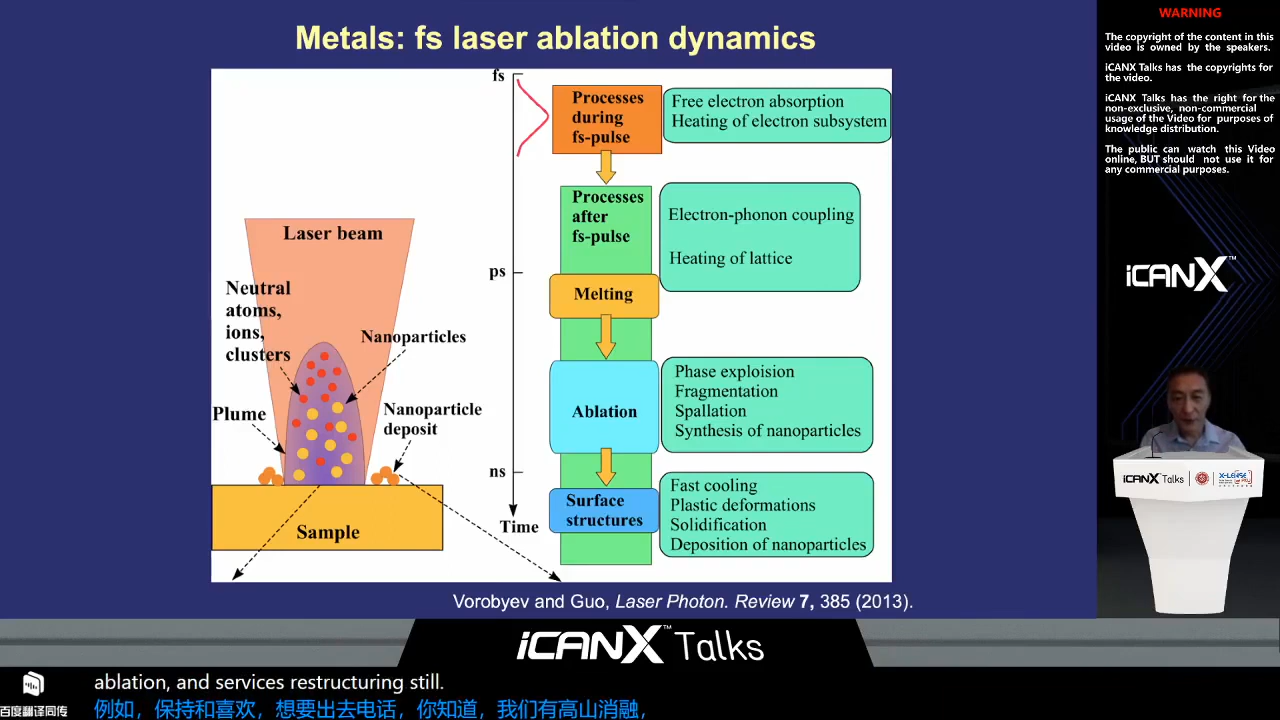 Metals: fs laser ablation dynamics
Laser beam
Neutral
atoms,
ions,
clusters
Nanoparticles
Plume
Nanoparticle
deposit
Sample
fs
ps
ns
Time
Processes
during
fs-pulse
Free electron absorption
Heating of electron subsystem
Processes
after
fs-pulse
Electron-phonon coupling
Heating of lattice
Melting
Ablation
Phase exploision
Fragmentation
Spallation
Synthesis of nanoparticles
Surface
structures
Fast cooling
Plastic deformations
Solidification
Deposition of nanoparticles
Vorobyev and Guo, Laser Photon. Review 7, 385 (2013).
WARNING
The copyright of the content in this
video is owned by the speakers.
iCANX Talks has the copyrights for
the video.
iCANX Talks has the right for the
non-exclusive, non-commercial
usage of the Video for purposes of
knowledge distribution.
The public can watch this Video
online, BUT should not use it for
any commercial purposes.
iCANX™
iCANX Talks
X-LENSE
iCANX™ Talks
百度翻译同传
ablation, and services restructuring still.
例如，保持和喜欢，想要出去电话，你知道，我们有高山消融，